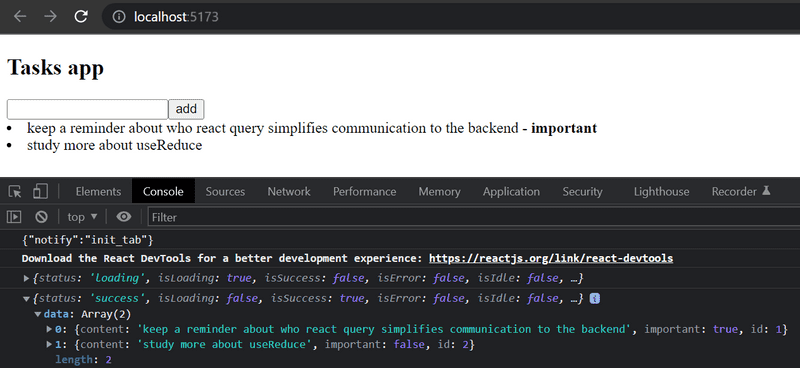 localhost:5173
Tasks app
add
• keep a reminder about who react query simplifies communication to the backend - important
• study more about useReduce
Elements Console Sources Network Performance Memory Application Security Lighthouse Recorder
top ▼ Filter
{"notify":"init_tab"}
Download the React DevTools for a better development experience: https://reactjs.org/link/react-devtools
▶ {status: 'loading', isLoading: true, isSuccess: false, isError: false, isIdle: false, …}
▼ {status: 'success', isLoading: false, isSuccess: true, isError: false, isIdle: false, …} i
▼ data: Array(2)
▶ 0: {content: 'keep a reminder about who react query simplifies communication to the backend', important: true, id: 1}
▶ 1: {content: 'study more about useReduce', important: false, id: 2}
length: 2